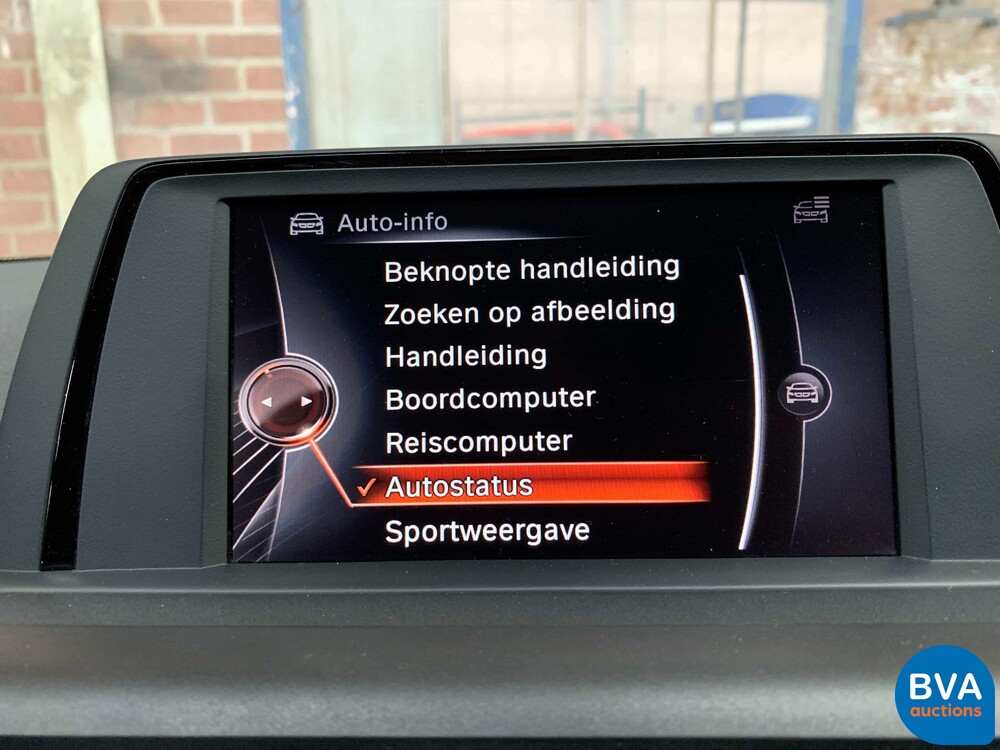 Auto-info
Beknopte handleiding
Zoeken op afbeelding
Handleiding
Boordcomputer
Reiscomputer
Autostatus
Sportweergave
BVA
auctions